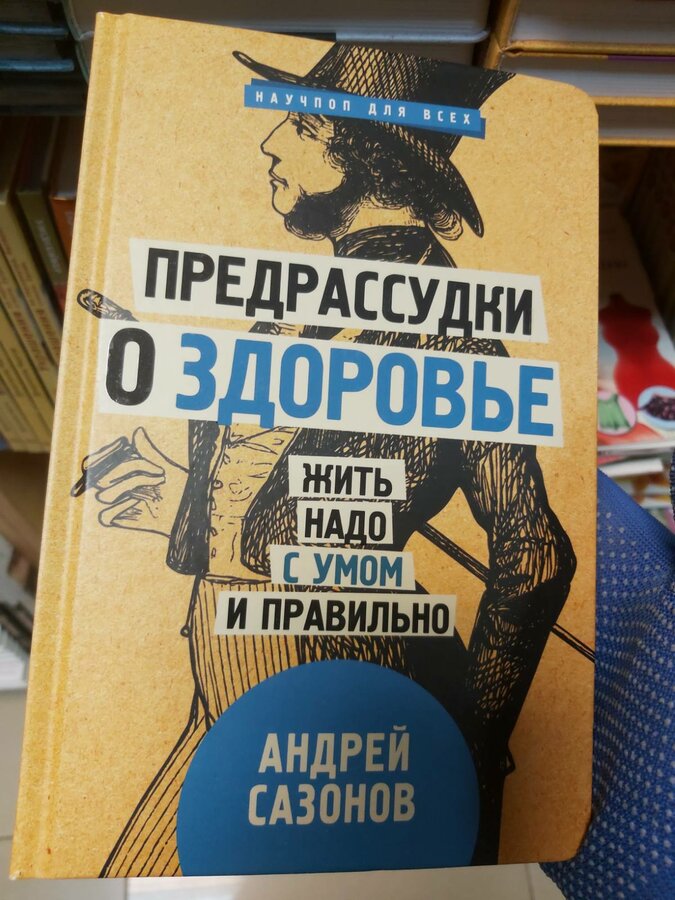 НАУЧПОП ДЛЯ ВСЕХ
ПРЕДРАССУДКИ
О ЗДОРОВЬЕ
ЖИТЬ
НАДО
С УМОМ
И ПРАВИЛЬНО
АНДРЕЙ
САЗОНОВ